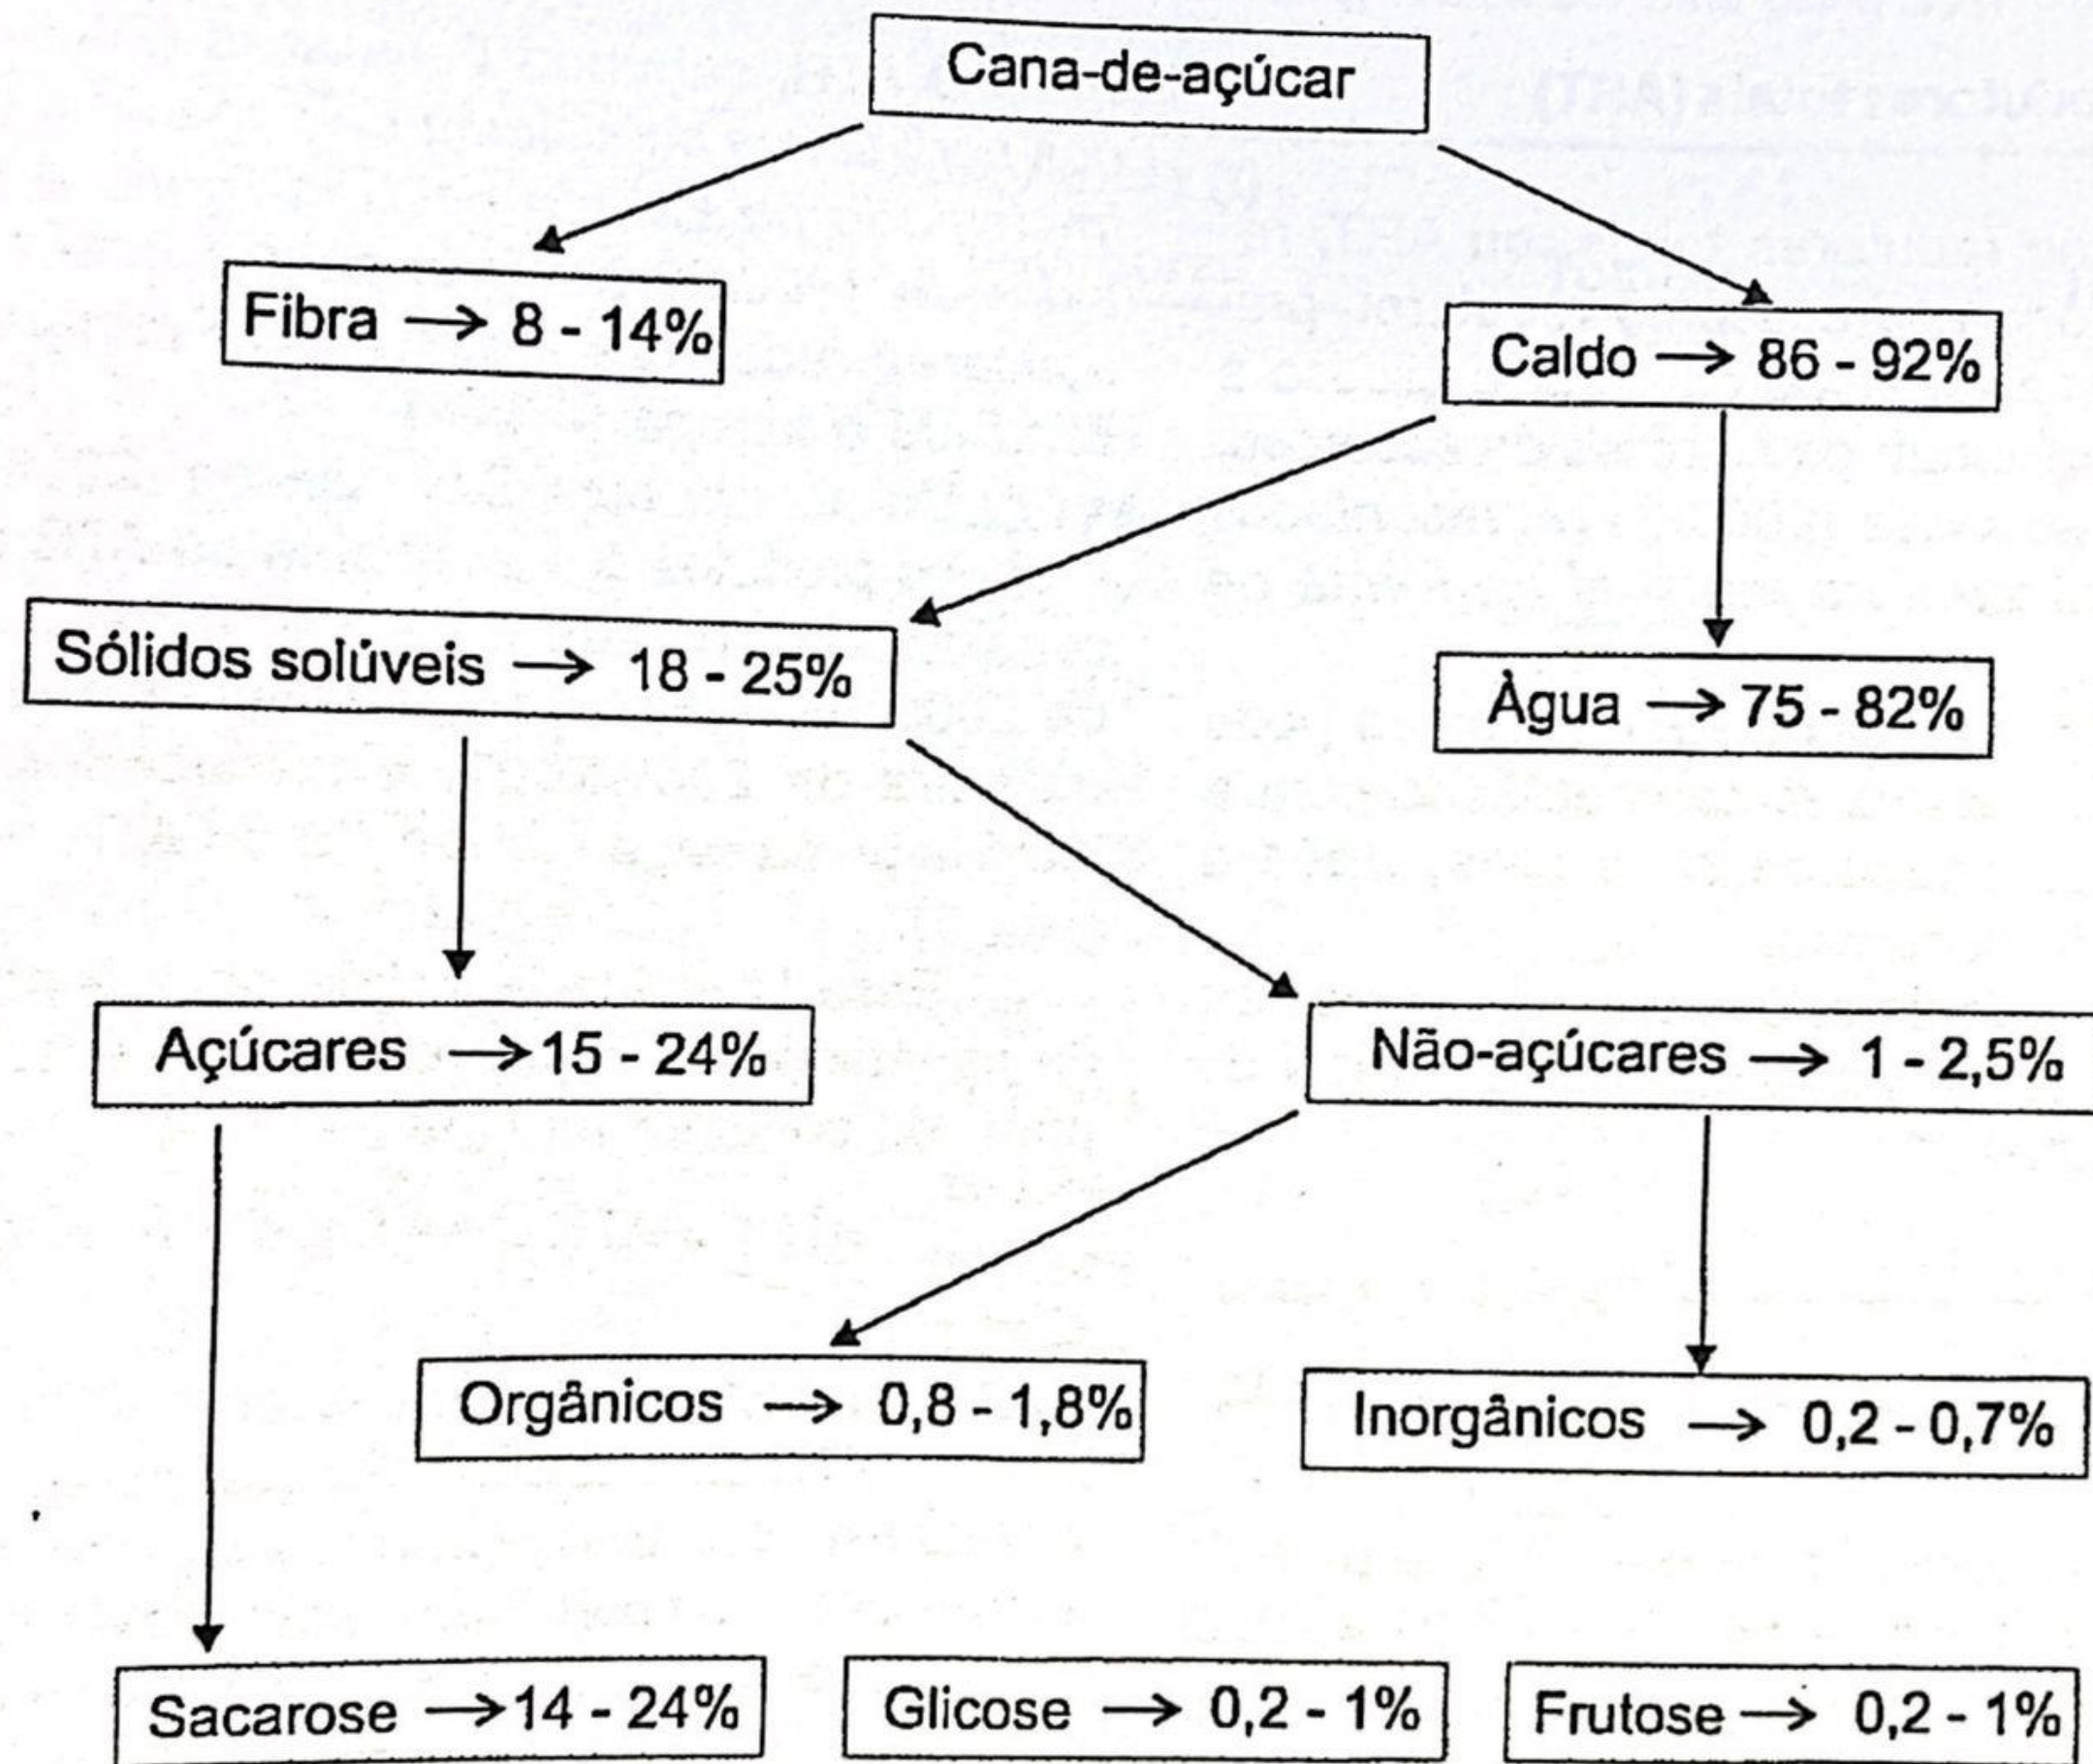 Cana-de-açúcar
Fibra → 8 - 14%
Caldo → 86 - 92%
Sólidos solúveis → 18 - 25%
Àgua → 75 - 82%
Açúcares → 15 - 24%
Não-açúcares → 1 - 2,5%
Orgânicos → 0,8 - 1,8%
Inorgânicos → 0,2 - 0,7%
Sacarose → 14 - 24%
Glicose → 0,2 - 1%
Frutose → 0,2 - 1%